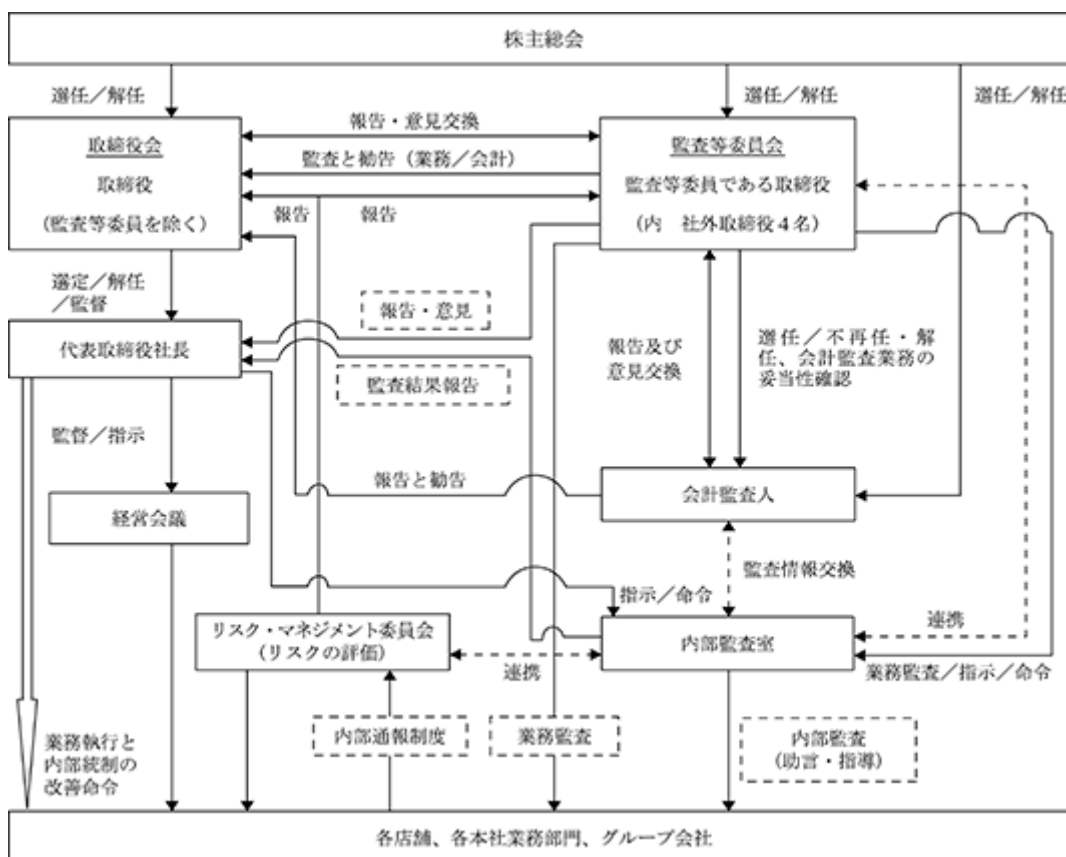 株主総会
選任／解任
選任／解任
選任／解任
取締役会
取締役
(監査等委員を除く)
報告・意見交換
監査と勧告（業務／会計）
報告
報告
監査等委員会
監査等委員である取締役
(内　社外取締役４名)
選定／解任
／監督
報告・意見
代表取締役社長
監査結果報告
報告及び
意見交換
選任／不再任・解
任、会計監査業務の
妥当性確認
監督／指示
報告と勧告
会計監査人
経営会議
監査情報交換
指示／命令
リスク・マネジメント委員会
(リスクの評価)
連携
内部監査室
連携
業務監査／指示／命令
業務執行と
内部統制の
改善命令
内部通報制度
業務監査
内部監査
(助言・指導)
各店舗、各本社業務部門、グループ会社